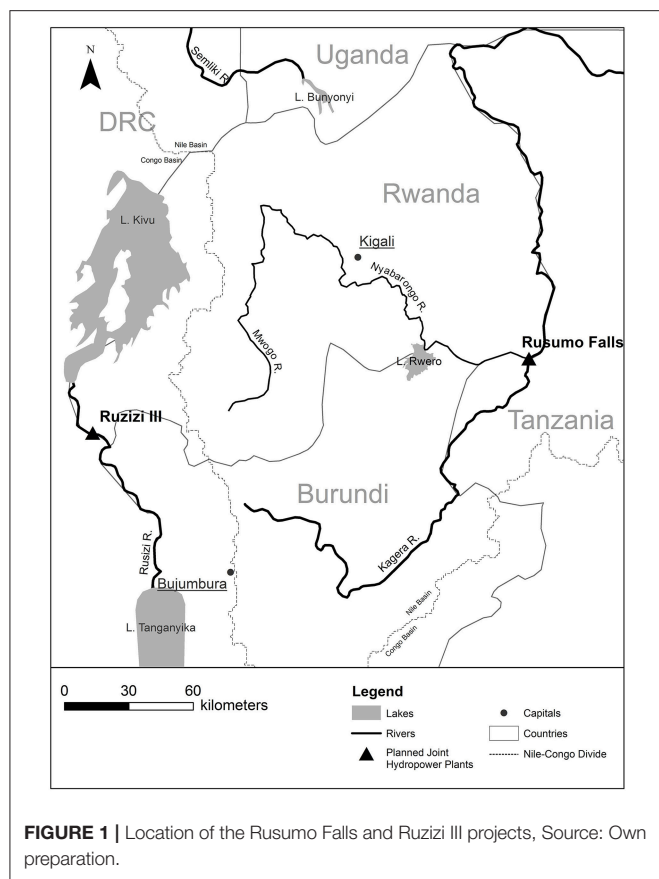 N
Uganda
Semliki R.
L. Bunyonyi
DRC
Nile Basin
Congo Basin
Rwanda
L. Kivu
Kigali
Nyabarongo R.
Mwogo R.
Rusumo Falls
L. Rwero
Ruzizi III
Tanzania
Burundi
Kagera R.
Rusizi R.
Bujumbura
Nile Basin
Congo Basin
L. Tanganyika
0 30 60
kilometers
Legend
Lakes
Capitals
Rivers
Countries
Planned Joint
Hydropower Plants
Nile-Congo Divide
FIGURE 1 | Location of the Rusumo Falls and Ruzizi III projects, Source: Own
preparation.